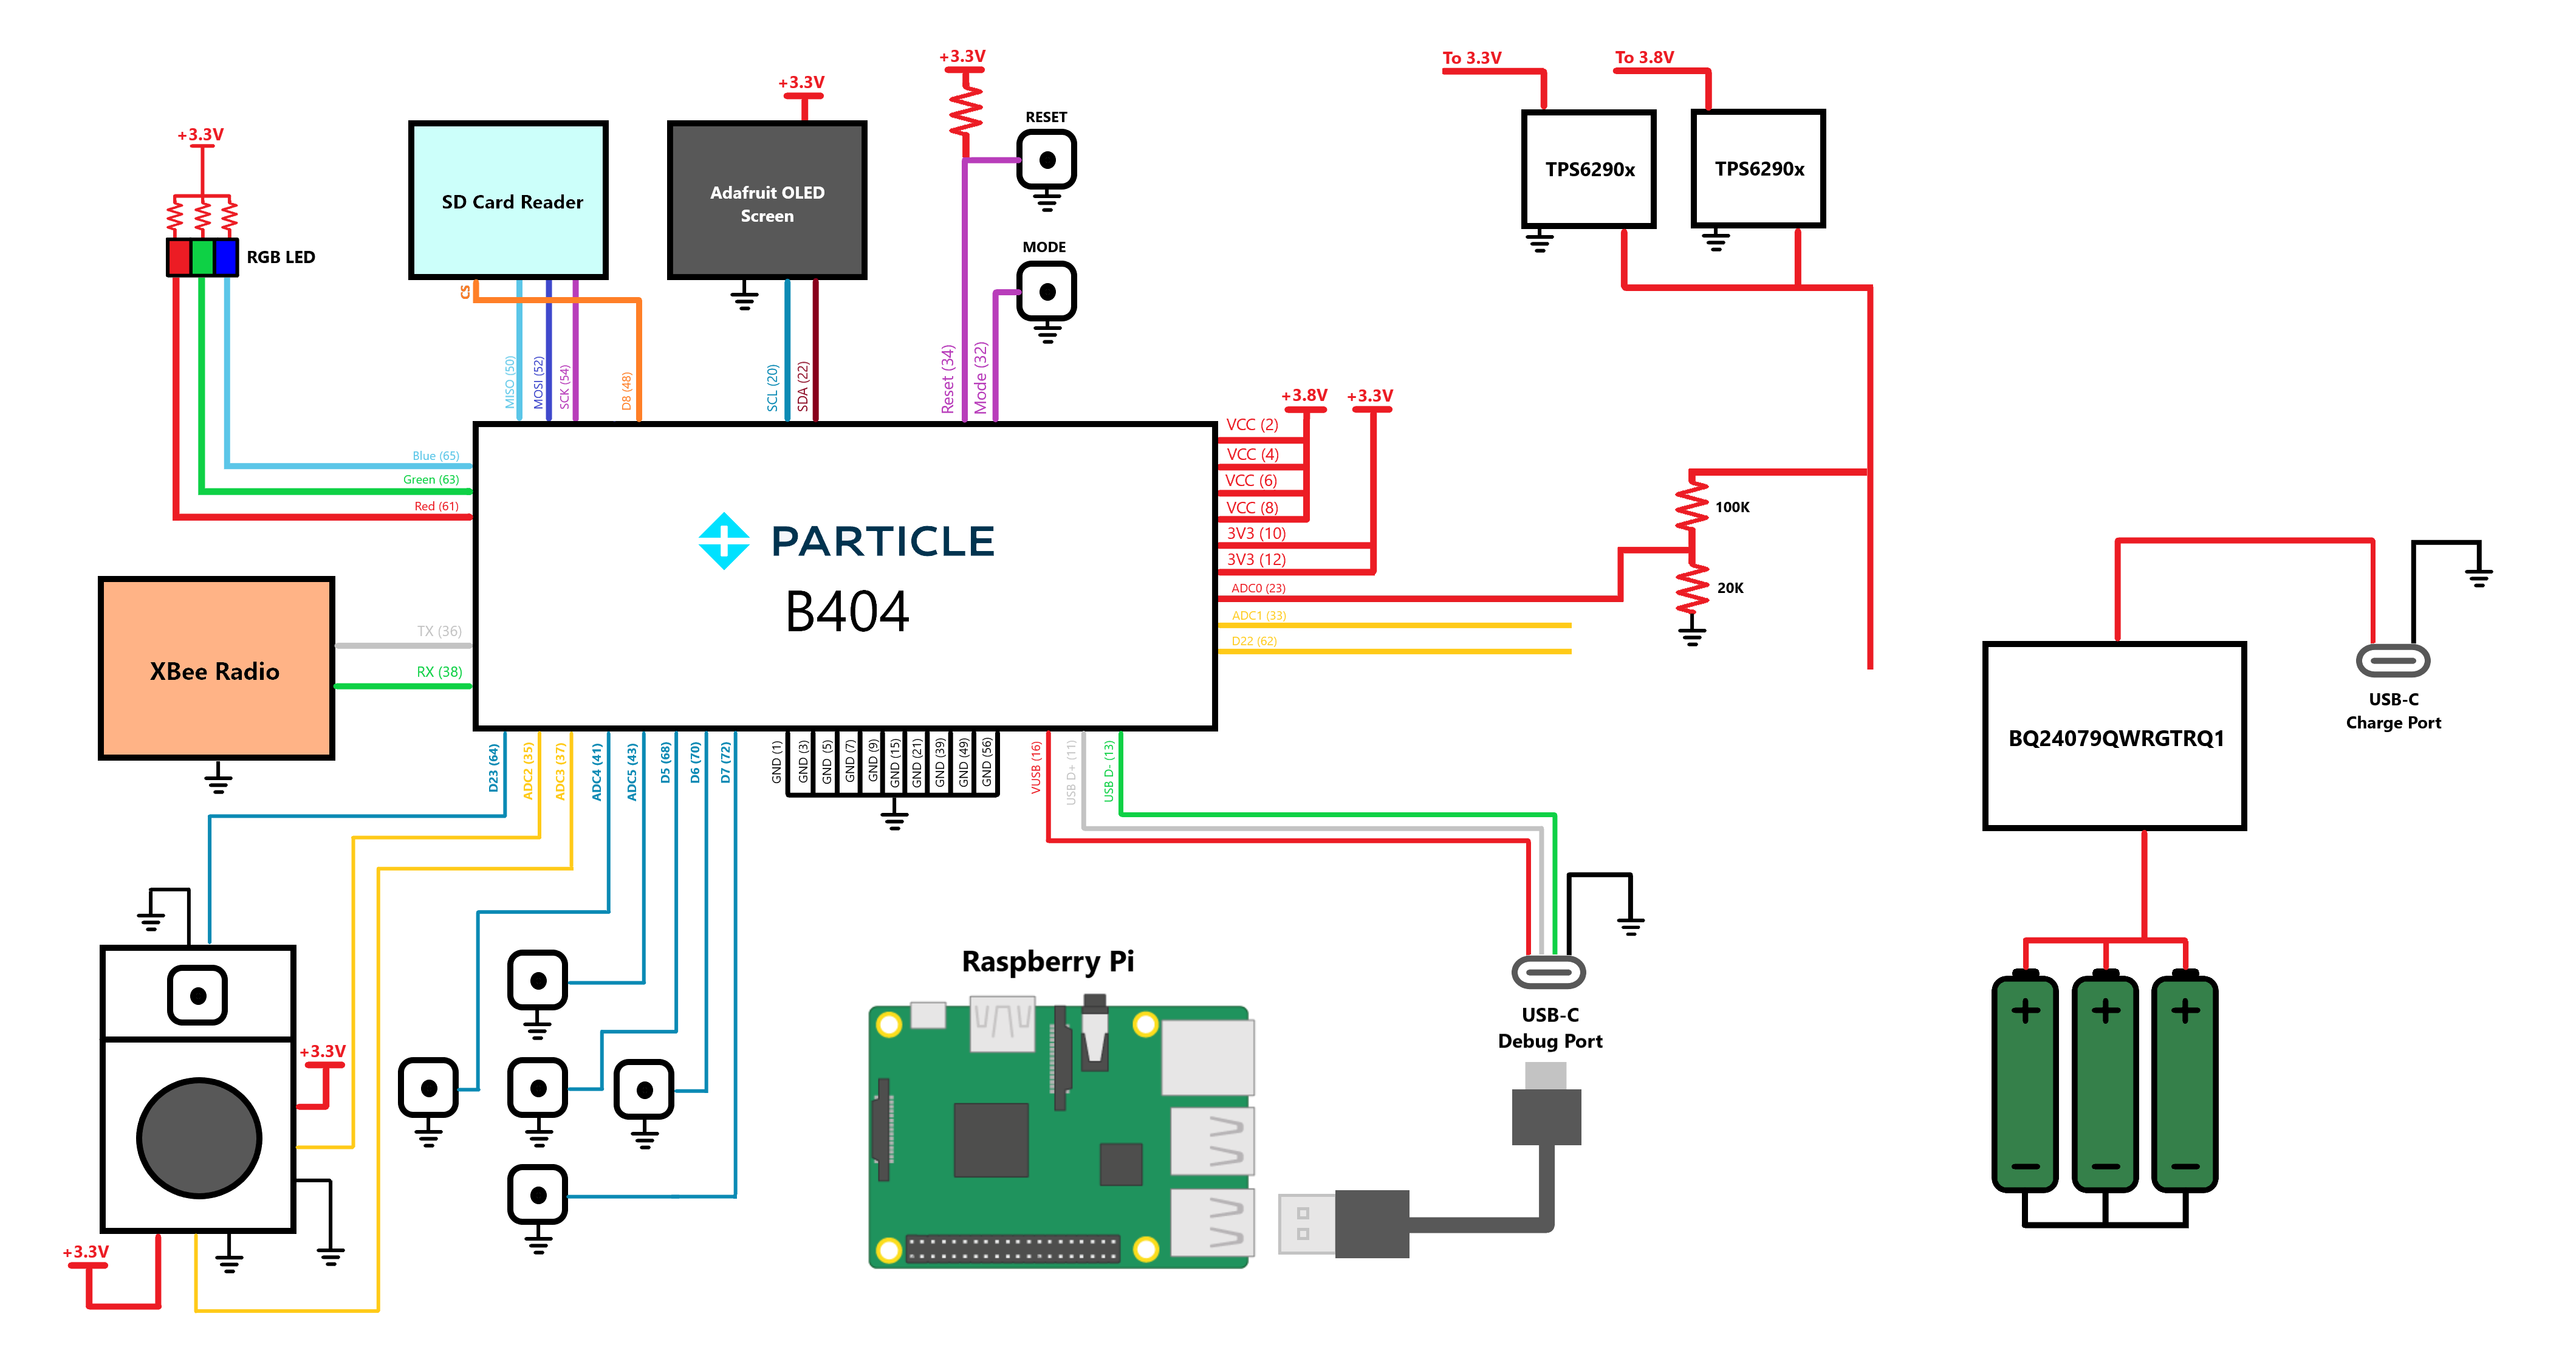 +3.3V
To 3.3V
To 3.8V
+3.3V
RESET
+3.3V
TPS6290x
TPS6290x
SD Card Reader
Adafruit OLED
Screen
RGB LED
MODE
CS
MISO (50)
MOSI (52)
SCK (54)
D8 (48)
SCL (20)
SDA (22)
Reset (34)
Mode (32)
+3.8V
+3.3V
VCC (2)
VCC (4)
VCC (6)
VCC (8)
3V3 (10)
3V3 (12)
ADC0 (23)
ADC1 (33)
D22 (62)
Blue (65)
Green (63)
Red (61)
100K
20K
PARTICLE
B404
XBee Radio
TX (36)
RX (38)
USB-C
Charge Port
BQ24079QWRGTRQ1
D23 (64)
ADC2 (35)
ADC3 (37)
ADC4 (41)
ADC5 (43)
D5 (68)
D6 (70)
D7 (72)
GND (1)
GND (3)
GND (5)
GND (7)
GND (9)
GND (15)
GND (21)
GND (39)
GND (49)
GND (56)
VUSB (16)
USB D+ (11)
USB D- (13)
Raspberry Pi
USB-C
Debug Port
+3.3V
+3.3V